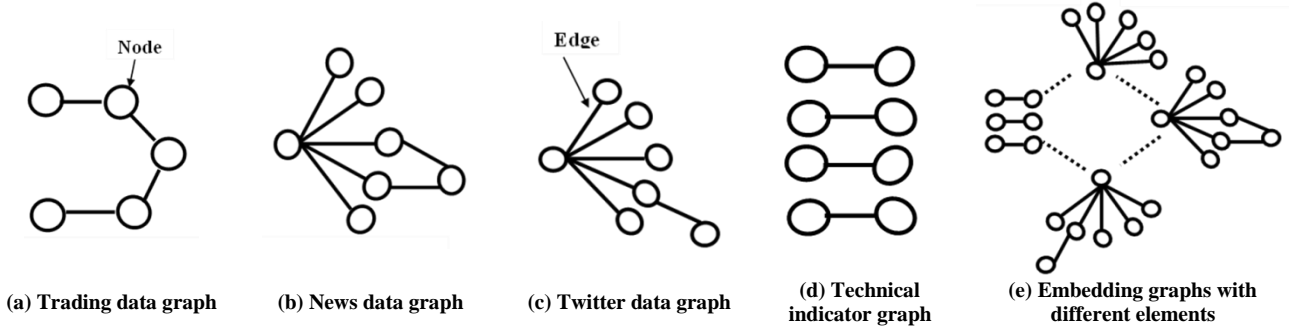 Node
Edge
(a) Trading data graph
(b) News data graph
(c) Twitter data graph
(d) Technical
indicator graph
(e) Embedding graphs with
different elements